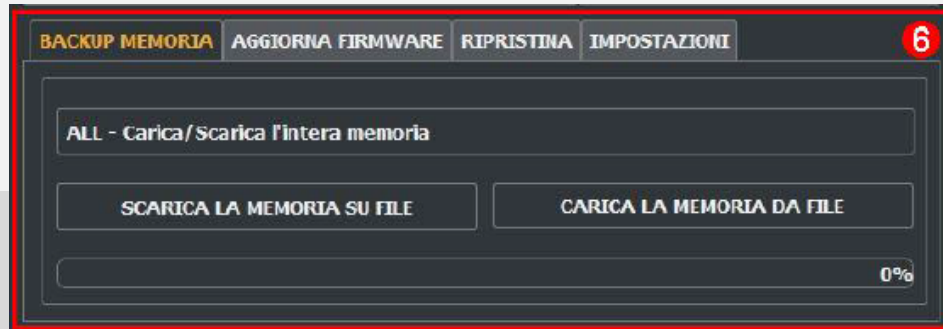 BACKUP MEMORIA AGGIORNA FIRMWARE RIPRISTINA IMPOSTAZIONI 6
ALL - Carica/Scarica l'intera memoria
SCARICA LA MEMORIA SU FILE CARICA LA MEMORIA DA FILE
0%